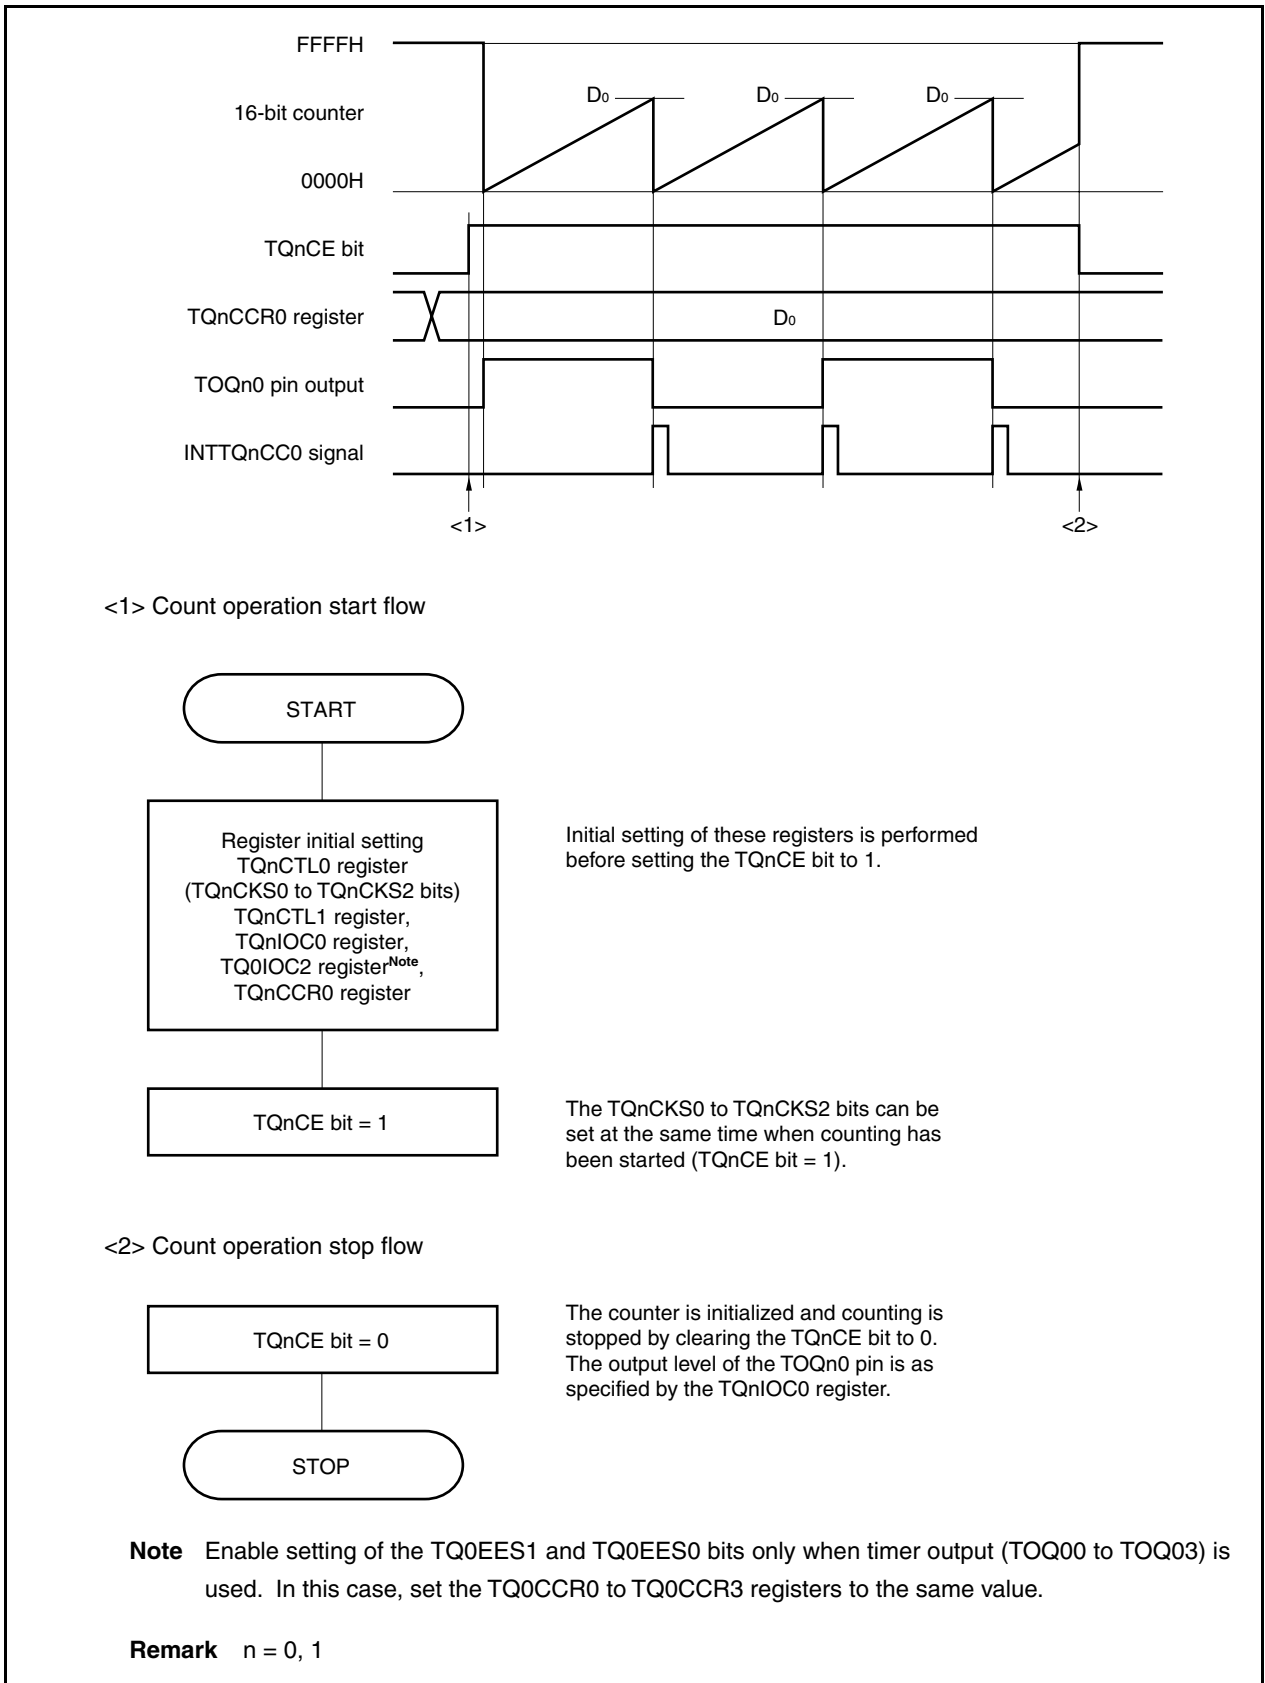 FFFFH
D0 D0 D0
16-bit counter
0000H
TQnCE bit
TQnCCR0 register
D0
TOQn0 pin output
INTTQnCC0 signal
<1> <2>
<1> Count operation start flow
START
Register initial setting
TQnCTL0 register
(TQnCKS0 to TQnCKS2 bits)
TQnCTL1 register,
TQnIOC0 register,
TQ0IOC2 registerNote,
TQnCCR0 register
Initial setting of these registers is performed
before setting the TQnCE bit to 1.
TQnCE bit = 1
The TQnCKS0 to TQnCKS2 bits can be
set at the same time when counting has
been started (TQnCE bit = 1).
<2> Count operation stop flow
TQnCE bit = 0
The counter is initialized and counting is
stopped by clearing the TQnCE bit to 0.
The output level of the TOQn0 pin is as
specified by the TQnIOC0 register.
STOP
Note Enable setting of the TQ0EES1 and TQ0EES0 bits only when timer output (TOQ00 to TOQ03) is
used. In this case, set the TQ0CCR0 to TQ0CCR3 registers to the same value.
Remark n = 0, 1